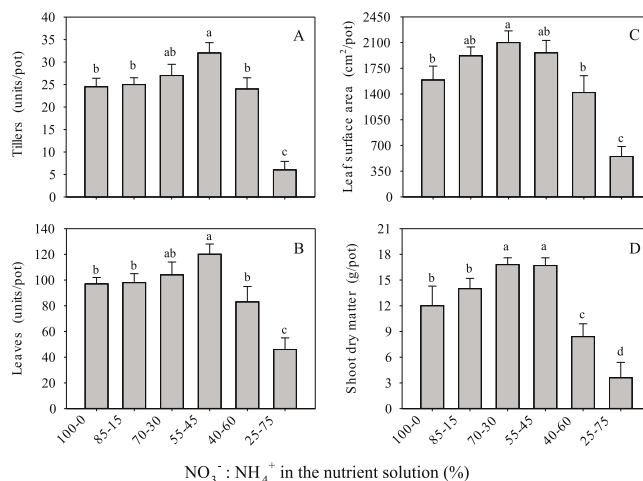 40
35
30
25
20
15
10
5
0
Tillers (units/pot)
A
b
b
ab
a
b
c
2450
2100
1750
1400
1050
700
350
0
Leaf surface area (cm²/pot)
C
b
ab
a
ab
b
c
140
120
100
80
60
40
20
0
Leaves (units/pot)
B
b
b
ab
a
b
c
100-0
85-15
70-30
55-45
40-60
25-75
21
18
15
12
9
6
3
0
Shoot dry matter (g/pot)
D
b
b
a
a
c
d
100-0
85-15
70-30
55-45
40-60
25-75
NO₃⁻ : NH₄⁺ in the nutrient solution (%)